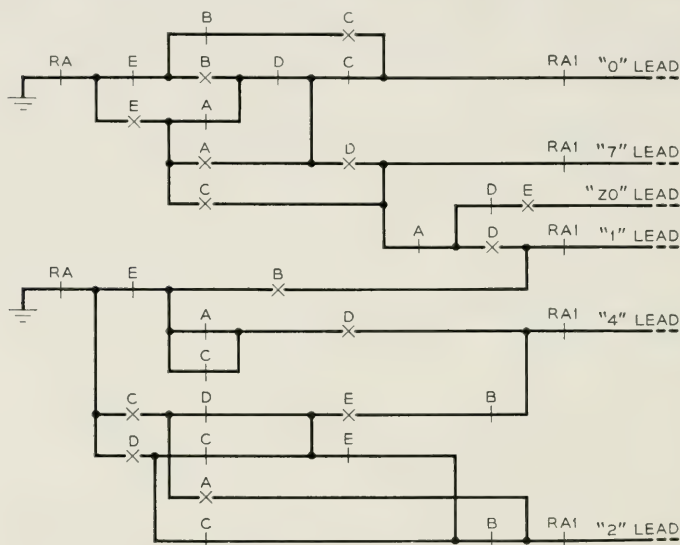 B C
RA E B D C RA1 "0" LEAD
E A
A D RA1 "7" LEAD
C D E "Z0" LEAD
A D RA1 "1" LEAD
RA E B
A D RA1 "4" LEAD
C
C D E B
D C E
A
C B RA1 "2" LEAD